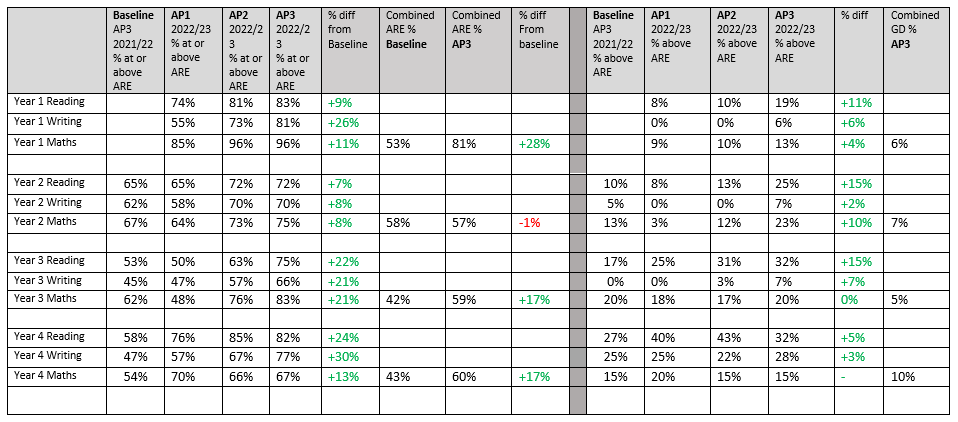 Baseline AP3 2021/22 % at or above ARE | AP1 2022/23 % at or above ARE | AP2 2022/2 3 % at or above ARE | AP3 2022/2 3 % at or above ARE | % diff from Baseline | Combined ARE % Baseline | Combined ARE % AP3 | % diff From baseline | Baseline AP3 2021/22 % above ARE | AP1 2022/23 % above ARE | AP2 2022/23 % above ARE | AP3 2022/23 % above ARE | % diff | Combined GD % AP3
Year 1 Reading 74% 81% 83% +9% 8% 10% 19% +11%
Year 1 Writing 55% 73% 81% +26% 0% 0% 6% +6%
Year 1 Maths 85% 96% 96% +11% 53% 81% +28% 9% 10% 13% +4% 6%
Year 2 Reading 65% 65% 72% 72% +7% 10% 8% 13% 25% +15%
Year 2 Writing 62% 58% 70% 70% +8% 5% 0% 0% 7% +2%
Year 2 Maths 67% 64% 73% 75% +8% 58% 57% -1% 13% 3% 12% 23% +10% 7%
Year 3 Reading 53% 50% 63% 75% +22% 17% 25% 31% 32% +15%
Year 3 Writing 45% 47% 57% 66% +21% 0% 0% 3% 7% +7%
Year 3 Maths 62% 48% 76% 83% +21% 42% 59% +17% 20% 18% 17% 20% 0% 5%
Year 4 Reading 58% 76% 85% 82% +24% 27% 40% 43% 32% +5%
Year 4 Writing 47% 57% 67% 77% +30% 25% 25% 22% 28% +3%
Year 4 Maths 54% 70% 66% 67% +13% 43% 60% +17% 15% 20% 15% 15% - 10%